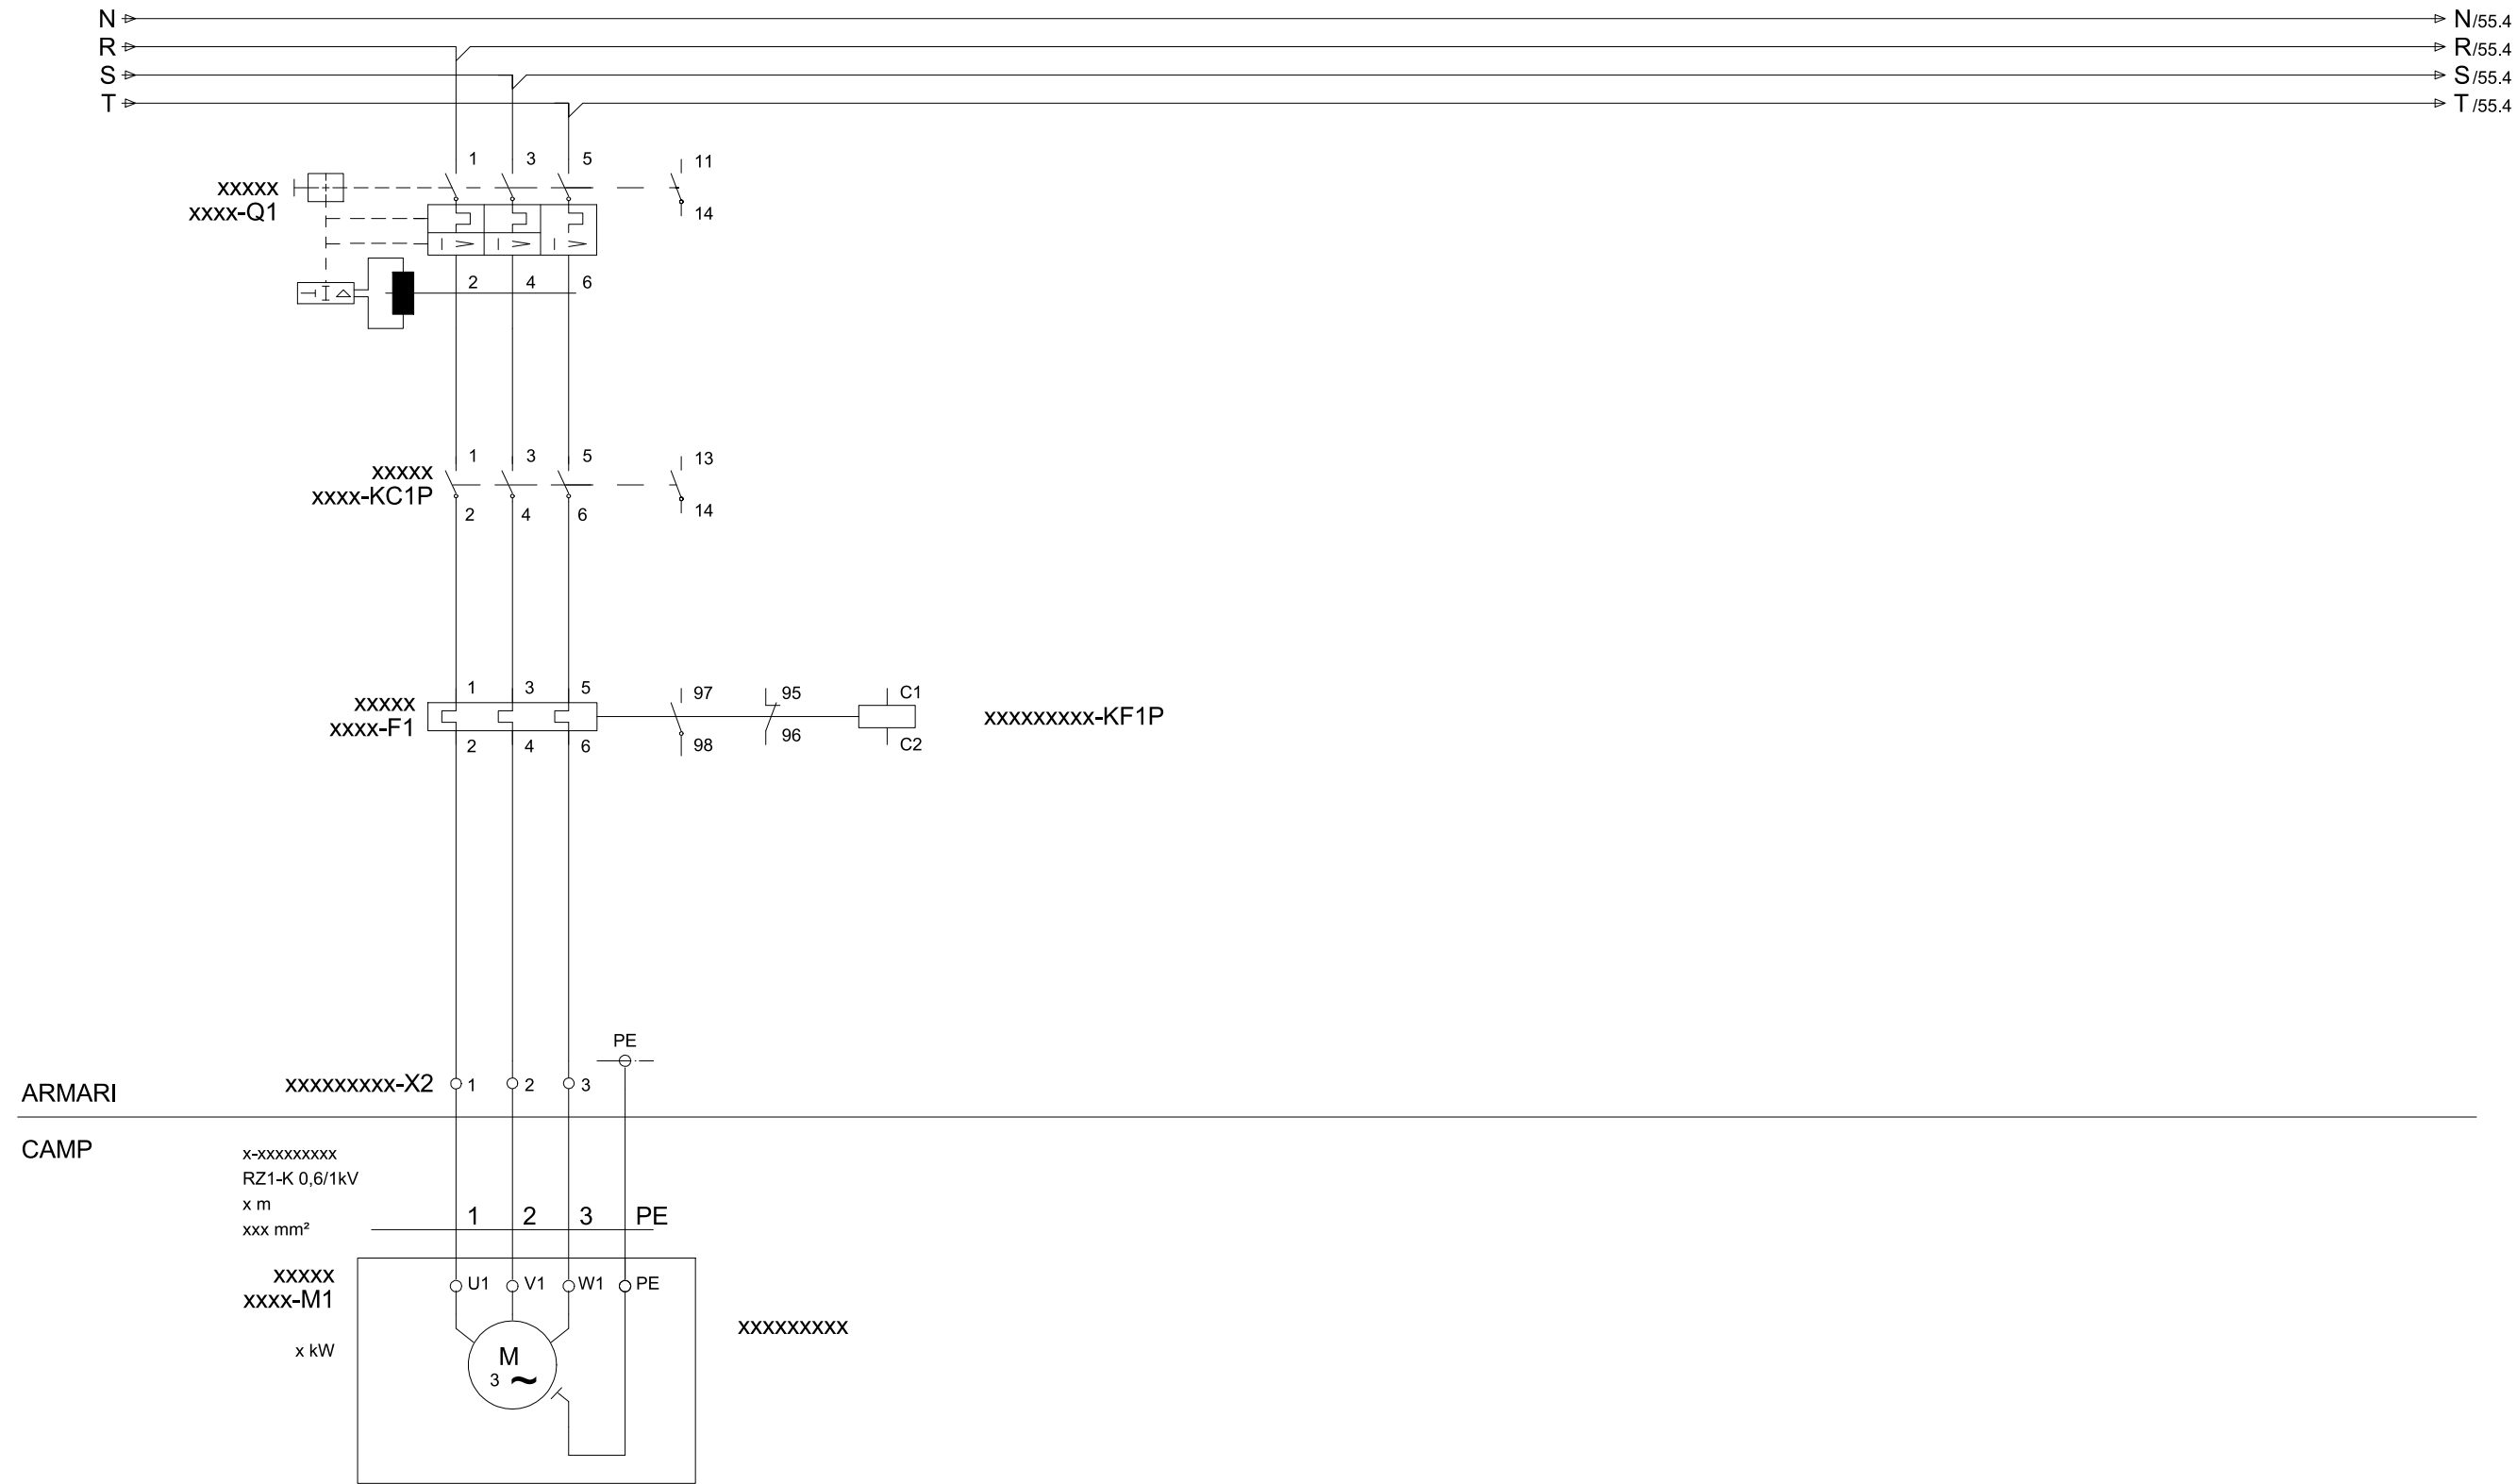 N N/55.4
R R/55.4
S S/55.4
T T/55.4
1 3 5 11
xxxxx
xxxx-Q1 14
2 4 6
1 3 5 13
xxxxx
xxxx-KC1P
2 4 6 14
1 3 5 97 95 C1
xxxxx
xxxx-F1 xxxxxxxxx-KF1P
2 4 6 98 96 C2
PE
xxxxxxxxx-X2 1 2 3
ARMARI
CAMP
x-xxxxxxxxx
RZ1-K 0,6/1kV
x m
xxx mm²
1 2 3 PE
xxxxx
xxxx-M1
U1 V1 W1 PE
xxxxxxxxx
x kW
M
3 ~